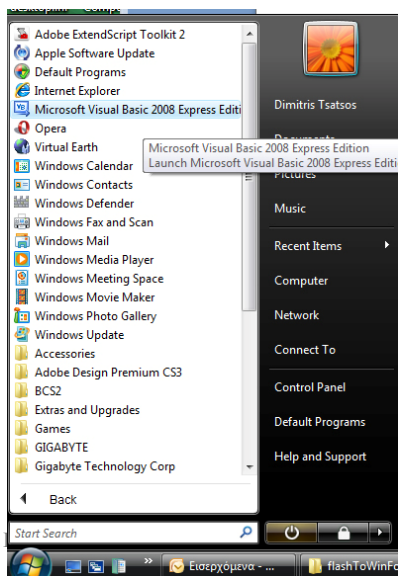 Adobe ExtendScript Toolkit 2
Apple Software Update
Default Programs
Internet Explorer
Microsoft Visual Basic 2008 Express Editi
Opera
Virtual Earth
Windows Calendar
Windows Contacts
Windows Defender
Windows Fax and Scan
Windows Mail
Windows Media Player
Windows Meeting Space
Windows Movie Maker
Windows Photo Gallery
Windows Update
Accessories
Adobe Design Premium CS3
BCS2
Extras and Upgrades
Games
GIGABYTE
Gigabyte Technology Corp
Back
Start Search
Microsoft Visual Basic 2008 Express Edition
Launch Microsoft Visual Basic 2008 Express Editi
Dimitris Tsatsos
Documents
Pictures
Music
Recent Items
Computer
Network
Connect To
Control Panel
Default Programs
Help and Support
Εισερχόμενα - ...
flashToWinFo